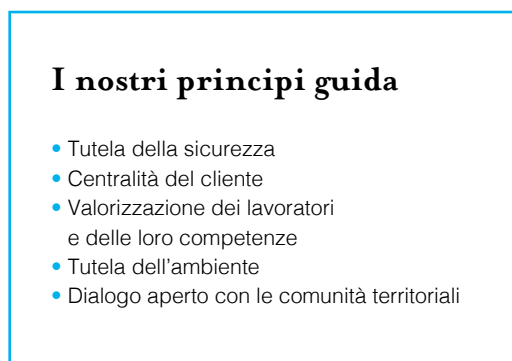 I nostri principi guida
• Tutela della sicurezza
• Centralità del cliente
• Valorizzazione dei lavoratori
e delle loro competenze
• Tutela dell'ambiente
• Dialogo aperto con le comunità territoriali